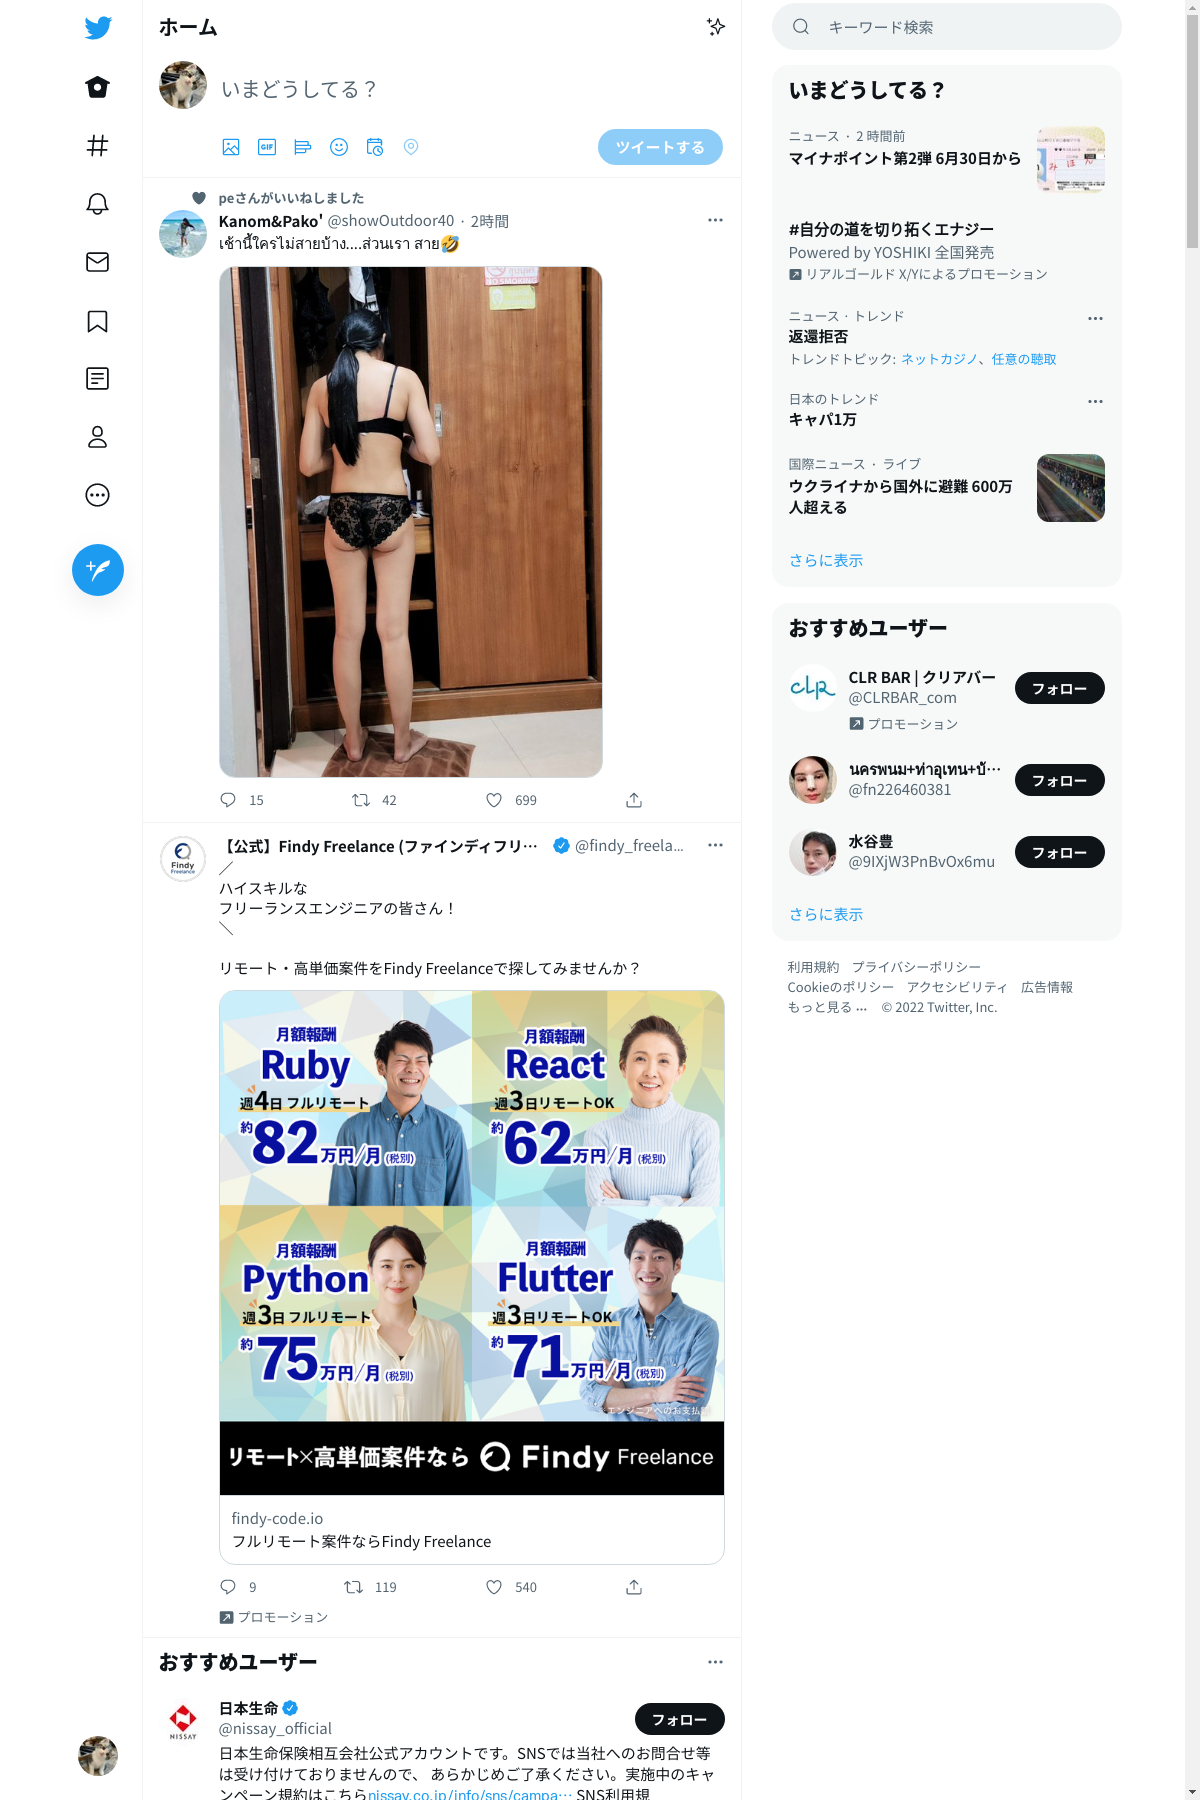 ホーム
いまどうしてる？
GIF
ツイートする
peさんがいいねしました
Kanom&Pako' @showOutdoor40 · 2時間
เช้านี้ใครไม่สายบ้าง....ส่วนเรา สาย🤣
15
42
699
【公式】Findy Freelance (ファインディフリ… @findy_freela...
／
ハイスキルな
フリーランスエンジニアの皆さん！
＼
リモート・高単価案件をFindy Freelanceで探してみませんか？
月額報酬
Ruby
週4日 フルリモート
約82万円/月(税別)
月額報酬
React
週3日リモートOK
約62万円/月(税別)
月額報酬
Python
週3日 フルリモート
約75万円/月(税別)
月額報酬
Flutter
週3日リモートOK
約71万円/月(税別)
リモート×高単価案件なら Findy Freelance
findy-code.io
フルリモート案件ならFindy Freelance
9
119
540
プロモーション
おすすめユーザー
日本生命
@nissay_official
フォロー
NISSAY
日本生命保険相互会社公式アカウントです。SNSでは当社へのお問合せ等
は受け付けておりませんので、 あらかじめご了承ください。実施中のキャ
ンペーン規約はこちらnissay.co.jp/info/sns/campa… SNS利用規
キーワード検索
いまどうしてる？
ニュース · 2 時間前
マイナポイント第2弾 6月30日から
#自分の道を切り拓くエナジー
Powered by YOSHIKI 全国発売
リアルゴールド X/Yによるプロモーション
ニュース · トレンド
返還拒否
トレンドトピック: ネットカジノ、任意の聴取
日本のトレンド
キャパ1万
国際ニュース · ライブ
ウクライナから国外に避難 600万
人超える
さらに表示
おすすめユーザー
CLR
CLR BAR | クリアバー
@CLRBAR_com
フォロー
プロモーション
นครพนม+ท่าอุเทน+บ้…
@fn226460381
フォロー
水谷豊
@9IXjW3PnBvOx6mu
フォロー
さらに表示
利用規約 プライバシーポリシー
Cookieのポリシー アクセシビリティ 広告情報
もっと見る … © 2022 Twitter, Inc.